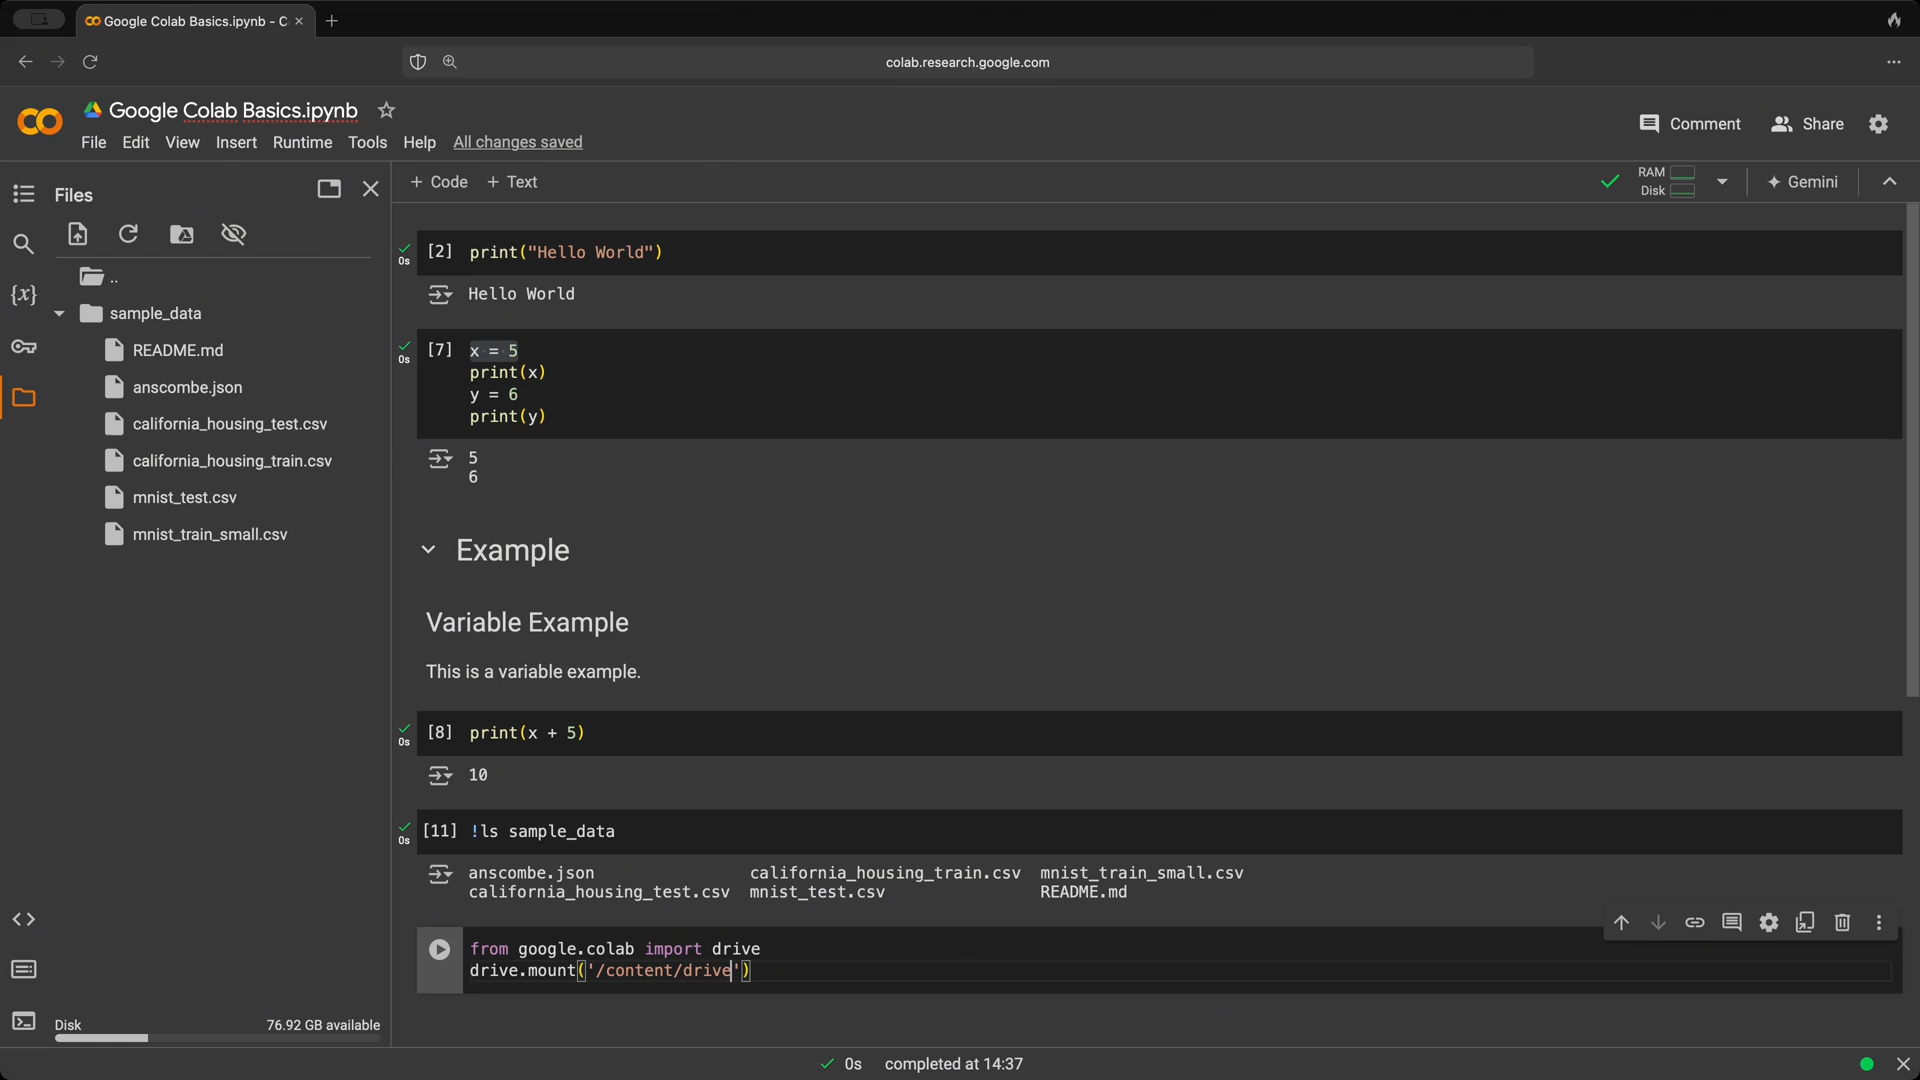 Google Colab Basics.ipynb - C
colab.research.google.com
Google Colab Basics.ipynb
Comment
Share
File Edit View Insert Runtime Tools Help All changes saved
Files
+ Code + Text
RAM
Disk
Gemini
..
sample_data
README.md
anscombe.json
california_housing_test.csv
california_housing_train.csv
mnist_test.csv
mnist_train_small.csv
Disk 76.92 GB available
0s
[2] print("Hello World")
Hello World
0s
[7] x = 5
print(x)
y = 6
print(y)
5
6
Example
Variable Example
This is a variable example.
0s
[8] print(x + 5)
10
0s
[11] !ls sample_data
anscombe.json california_housing_train.csv mnist_train_small.csv
california_housing_test.csv mnist_test.csv README.md
from google.colab import drive
drive.mount('/content/drive')
0s completed at 14:37